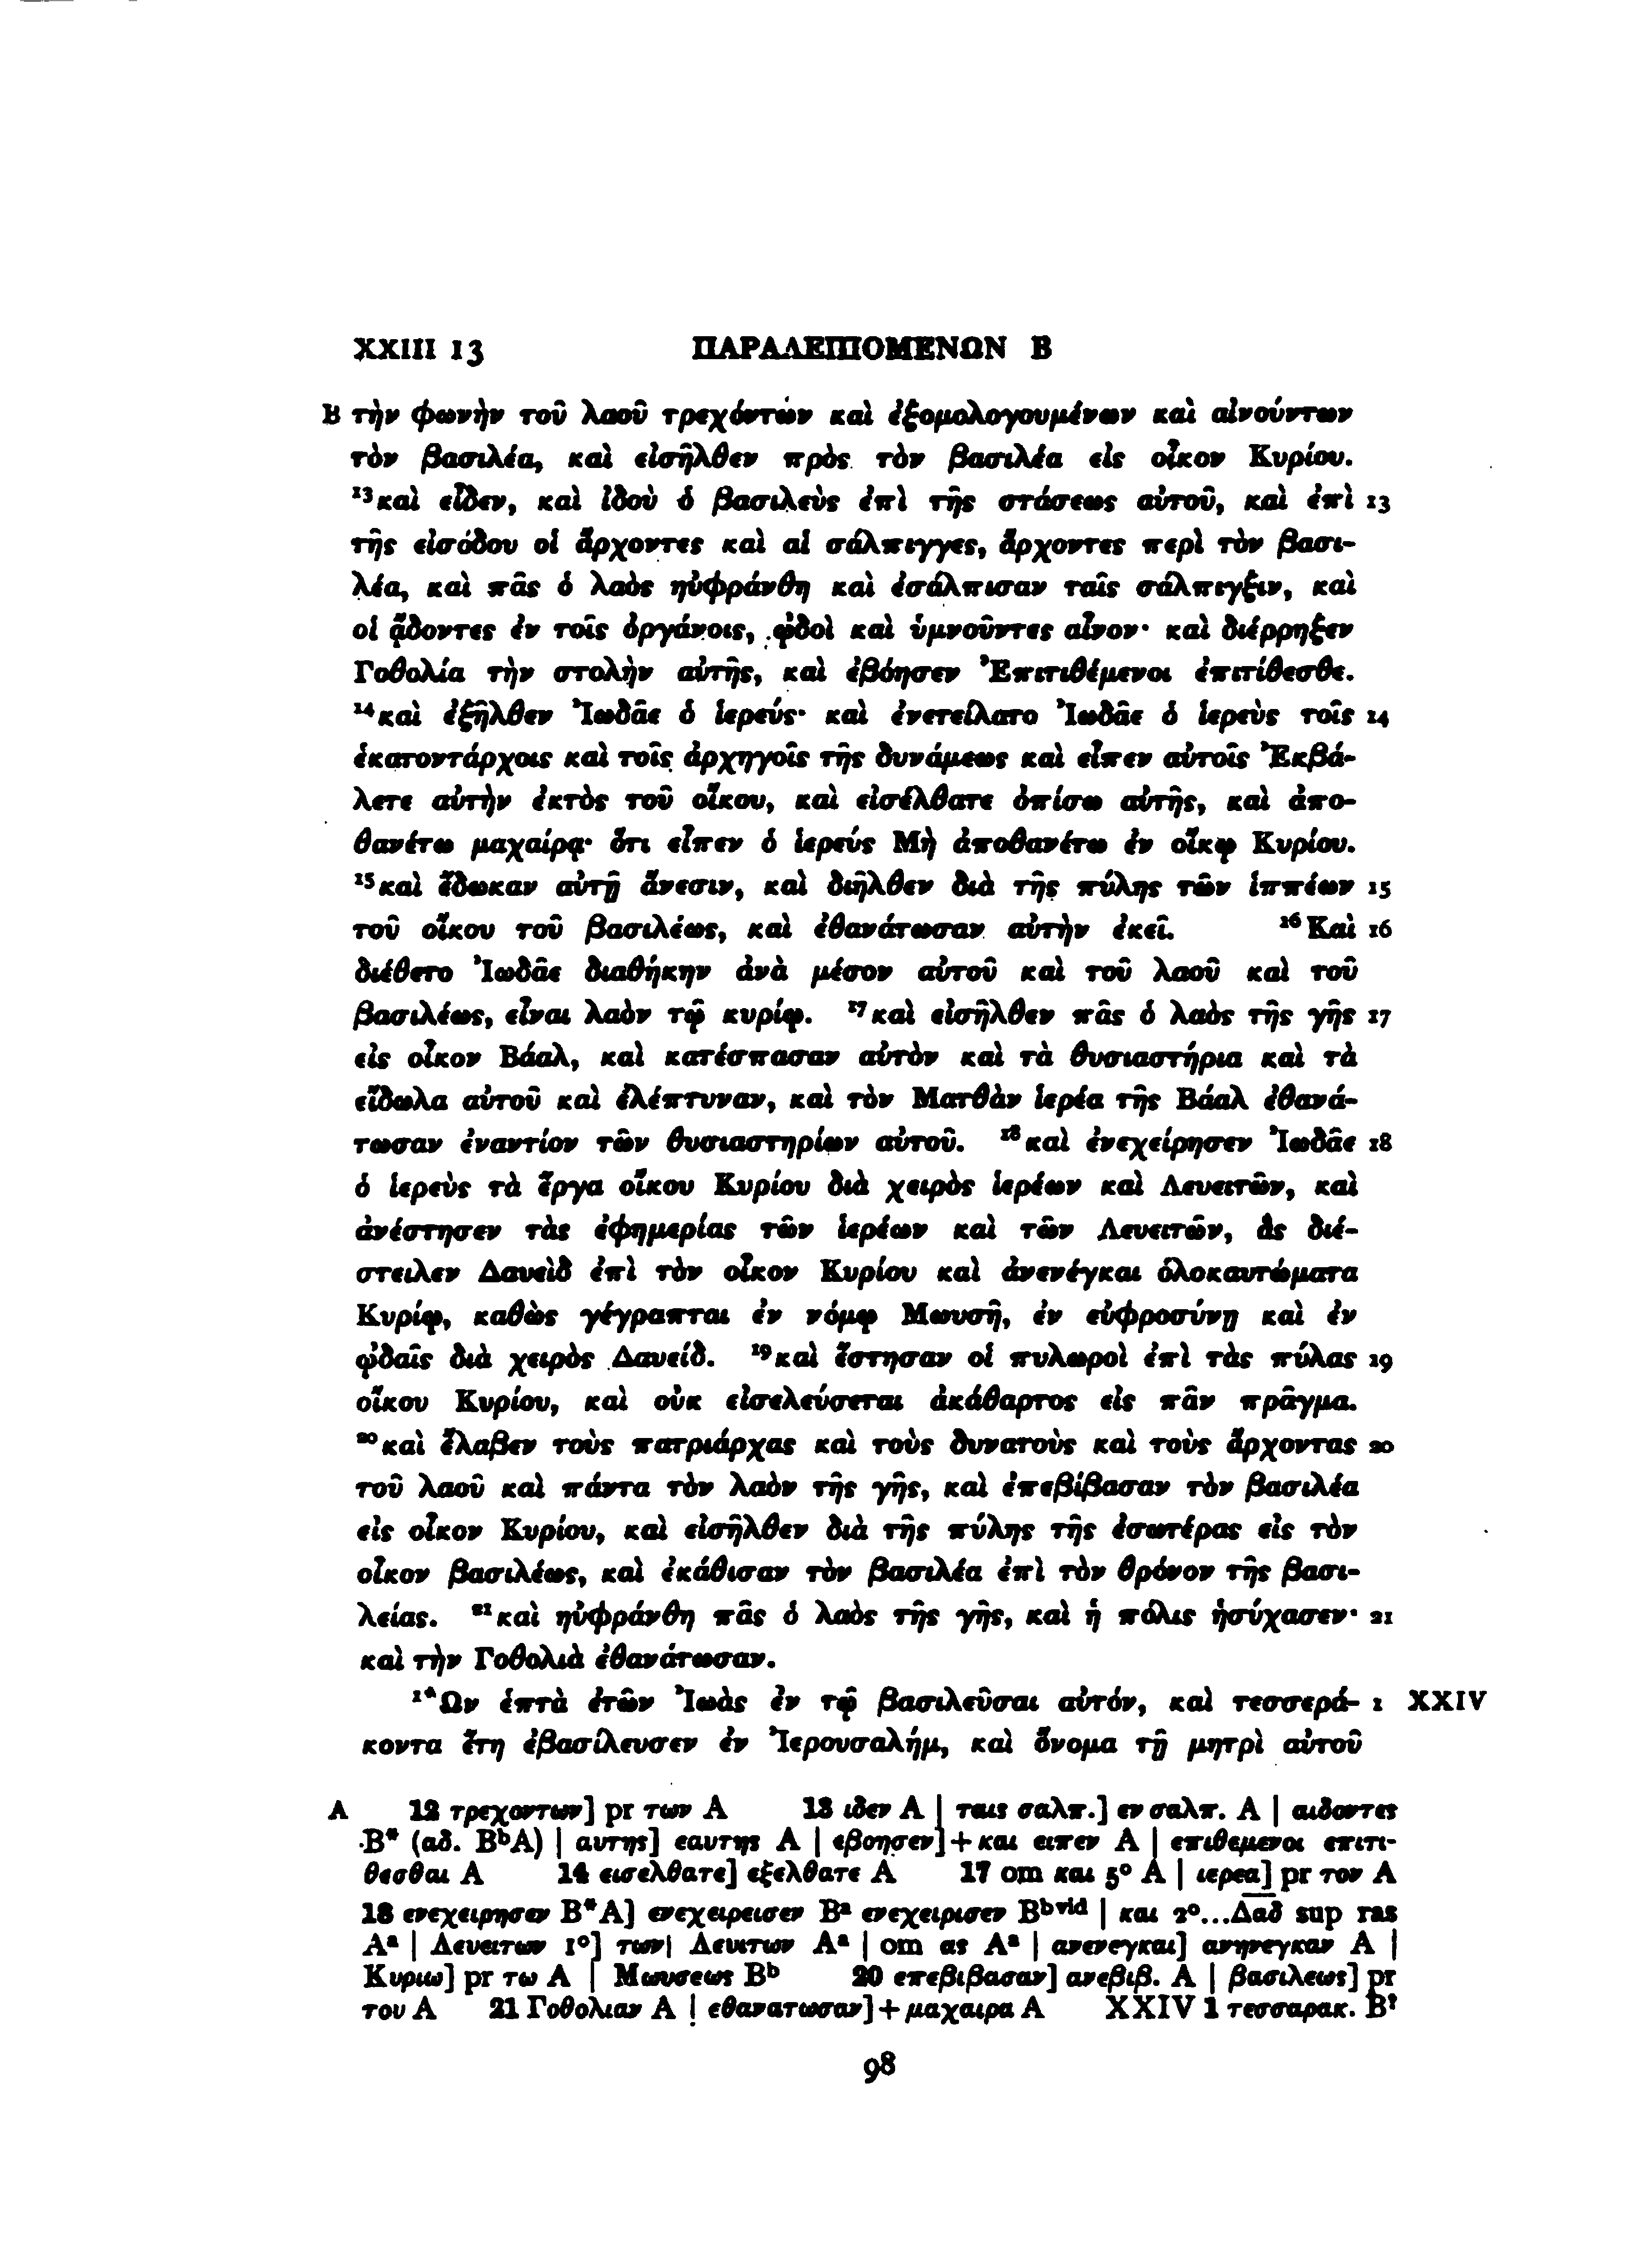 XXIII 13 ΠΑΡΑΛΕΙΠΟΜΕΝΩΝ Β
B τὴν φωνὴν τοῦ λαοῦ τρεχόντων καὶ ἐξομολογουμένων καὶ αἰνούντων
τὸν βασιλέα, καὶ εἰσῆλθεν πρὸς τὸν βασιλέα εἰς οἶκον Κυρίου.
¹³καὶ εἶδεν, καὶ ἰδοὺ ὁ βασιλεὺς ἐπὶ τῆς στάσεως αὐτοῦ, καὶ ἐπὶ 13
τῆς εἰσόδου οἱ ἄρχοντες καὶ αἱ σάλπιγγες, ἄρχοντες περὶ τὸν βασι-
λέα, καὶ πᾶς ὁ λαὸς ηὐφράνθη καὶ ἐσάλπισαν ταῖς σάλπιγξιν, καὶ
οἱ ᾄδοντες ἐν τοῖς ὀργάνοις, ᾠδοὶ καὶ ὑμνοῦντες αἶνον· καὶ διέρρηξεν
Γοθολία τὴν στολὴν αὐτῆς, καὶ ἐβόησεν Ἐπιτιθέμενοι ἐπιτίθεσθε.
¹⁴καὶ ἐξῆλθεν Ἰωδᾶε ὁ ἱερεύς· καὶ ἐνετείλατο Ἰωδᾶε ὁ ἱερεὺς τοῖς 14
ἑκατοντάρχοις καὶ τοῖς ἀρχηγοῖς τῆς δυνάμεως καὶ εἶπεν αὐτοῖς Ἐκβά-
λετε αὐτὴν ἐκτὸς τοῦ οἴκου, καὶ εἰσέλθατε ὀπίσω αὐτῆς, καὶ ἀπο-
θανέτω μαχαίρᾳ· ὅτι εἶπεν ὁ ἱερεύς Μὴ ἀποθανέτω ἐν οἴκῳ Κυρίου.
¹⁵καὶ ἔδωκαν αὐτῇ ἄνεσιν, καὶ διῆλθεν διὰ τῆς πύλης τῶν ἱππέων 15
τοῦ οἴκου τοῦ βασιλέως, καὶ ἐθανάτωσαν αὐτὴν ἐκεῖ. ¹⁶Καὶ 16
διέθετο Ἰωδᾶε διαθήκην ἀνὰ μέσον αὐτοῦ καὶ τοῦ λαοῦ καὶ τοῦ
βασιλέως, εἶναι λαὸν τῷ κυρίῳ. ¹⁷καὶ εἰσῆλθεν πᾶς ὁ λαὸς τῆς γῆς 17
εἰς οἶκον Βάαλ, καὶ κατέσπασαν αὐτὸν καὶ τὰ θυσιαστήρια καὶ τὰ
εἴδωλα αὐτοῦ καὶ ἐλέπτυναν, καὶ τὸν Ματθὰν ἱερέα τῆς Βάαλ ἐθανά-
τωσαν ἐναντίον τῶν θυσιαστηρίων αὐτοῦ. ¹⁸καὶ ἐνεχείρησεν Ἰωδᾶε 18
ὁ ἱερεὺς τὰ ἔργα οἴκου Κυρίου διὰ χειρὸς ἱερέων καὶ Λευειτῶν, καὶ
ἀνέστησεν τὰς ἐφημερίας τῶν ἱερέων καὶ τῶν Λευειτῶν, ἃς διέ-
στειλεν Δαυεὶδ ἐπὶ τὸν οἶκον Κυρίου καὶ ἀνενέγκαι ὁλοκαυτώματα
Κυρίῳ, καθὼς γέγραπται ἐν νόμῳ Μωυσῆ, ἐν εὐφροσύνῃ καὶ ἐν
ᾠδαῖς διὰ χειρὸς Δαυείδ. ¹⁹καὶ ἔστησαν οἱ πυλωροὶ ἐπὶ τὰς πύλας 19
οἴκου Κυρίου, καὶ οὐκ εἰσελεύσεται ἀκάθαρτος εἰς πᾶν πρᾶγμα.
²⁰καὶ ἔλαβεν τοὺς πατριάρχας καὶ τοὺς δυνατοὺς καὶ τοὺς ἄρχοντας 20
τοῦ λαοῦ καὶ πάντα τὸν λαὸν τῆς γῆς, καὶ ἐπεβίβασαν τὸν βασιλέα
εἰς οἶκον Κυρίου, καὶ εἰσῆλθεν διὰ τῆς πύλης τῆς ἐσωτέρας εἰς τὸν
οἶκον βασιλέως, καὶ ἐκάθισαν τὸν βασιλέα ἐπὶ τὸν θρόνον τῆς βασι-
λείας. ²¹καὶ ηὐφράνθη πᾶς ὁ λαὸς τῆς γῆς, καὶ ἡ πόλις ἡσύχασεν· 21
καὶ τὴν Γοθολιὰ ἐθανάτωσαν.
¹Ὢν ἑπτὰ ἐτῶν Ἰωὰς ἐν τῷ βασιλεῦσαι αὐτόν, καὶ τεσσερά- 1 XXIV
κοντα ἔτη ἐβασίλευσεν ἐν Ἰερουσαλήμ, καὶ ὄνομα τῇ μητρὶ αὐτοῦ
A 12 τρεχοντων] pr των A 13 ιδεν A | ταις σαλπ.] εν σαλπ. A | αιδοντες
B* (αδ. BᵇA) | αυτης] εαυτης A | εβοησεν]+και ειπεν A | επιθεμενοι επιτι-
θεσθαι A 14 εισελθατε] εξελθατε A 17 om και 5° A | ιερεα] pr τον A
18 ενεχειρησεν B*A] ενεχειρεισεν Bᵃ ενεχειρισεν Bᵇᵛⁱᵈ | και 2°...Δα̅δ̅ sup ras
Aᵃ | Λευειτων 1°] των| Λευιτων Aᵃ | om ας Aᵃ | ανενεγκαι] ανηνεγκαν A |
Κυριω] pr τω A | Μωυσεως Bᵇ 20 επεβιβασαν] ανεβιβ. A | βασιλεως] pr
του A 21 Γοθολιαν A | εθανατωσαν]+μαχαιρα A XXIV 1 τεσσαρακ. B?
98